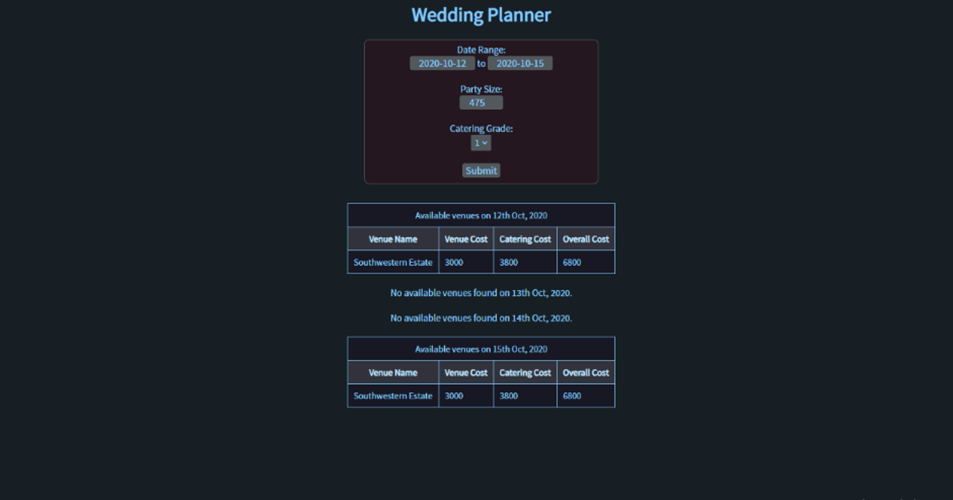 Wedding Planner
Date Range:
2020-10-12 to 2020-10-15
Party Size:
475
Catering Grade:
1
Submit
Available venues on 12th Oct, 2020
Venue Name Venue Cost Catering Cost Overall Cost
Southwestern Estate 3000 3800 6800
No available venues found on 13th Oct, 2020.
No available venues found on 14th Oct, 2020.
Available venues on 15th Oct, 2020
Venue Name Venue Cost Catering Cost Overall Cost
Southwestern Estate 3000 3800 6800